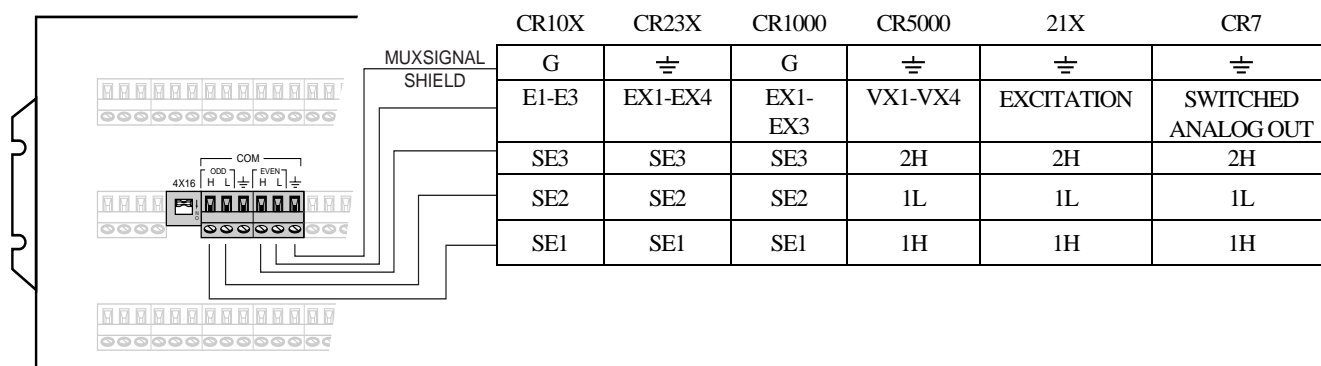 CR10X CR23X CR1000 CR5000 21X CR7
MUXSIGNAL
SHIELD
G ⏚ G ⏚ ⏚ ⏚
E1-E3 EX1-EX4 EX1- VX1-VX4 EXCITATION SWITCHED
EX3 ANALOG OUT
COM
ODD EVEN
4X16 H L ⏚ H L ⏚
SE3 SE3 SE3 2H 2H 2H
SE2 SE2 SE2 1L 1L 1L
SE1 SE1 SE1 1H 1H 1H